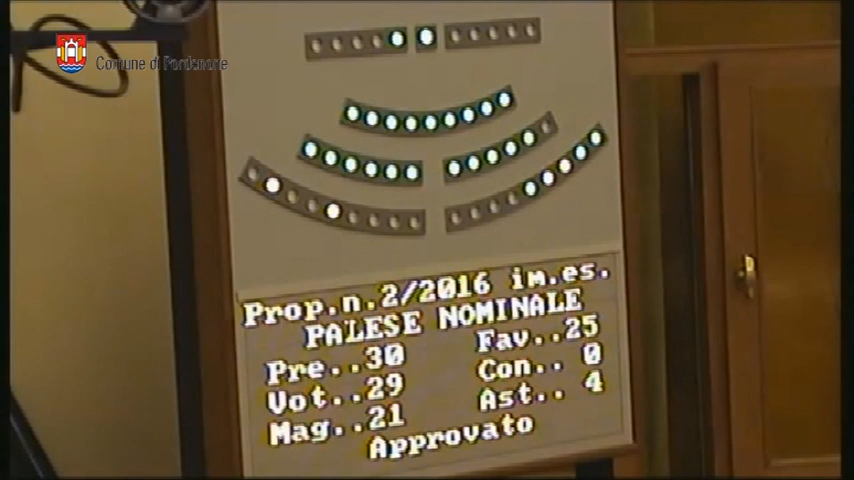 Comune di Pordenone
Prop.n.2/2016 im.es.
PALESE NOMINALE
Pre..30 Fav..25
Vot..29 Con.. 0
Mag..21 Ast.. 4
Approvato